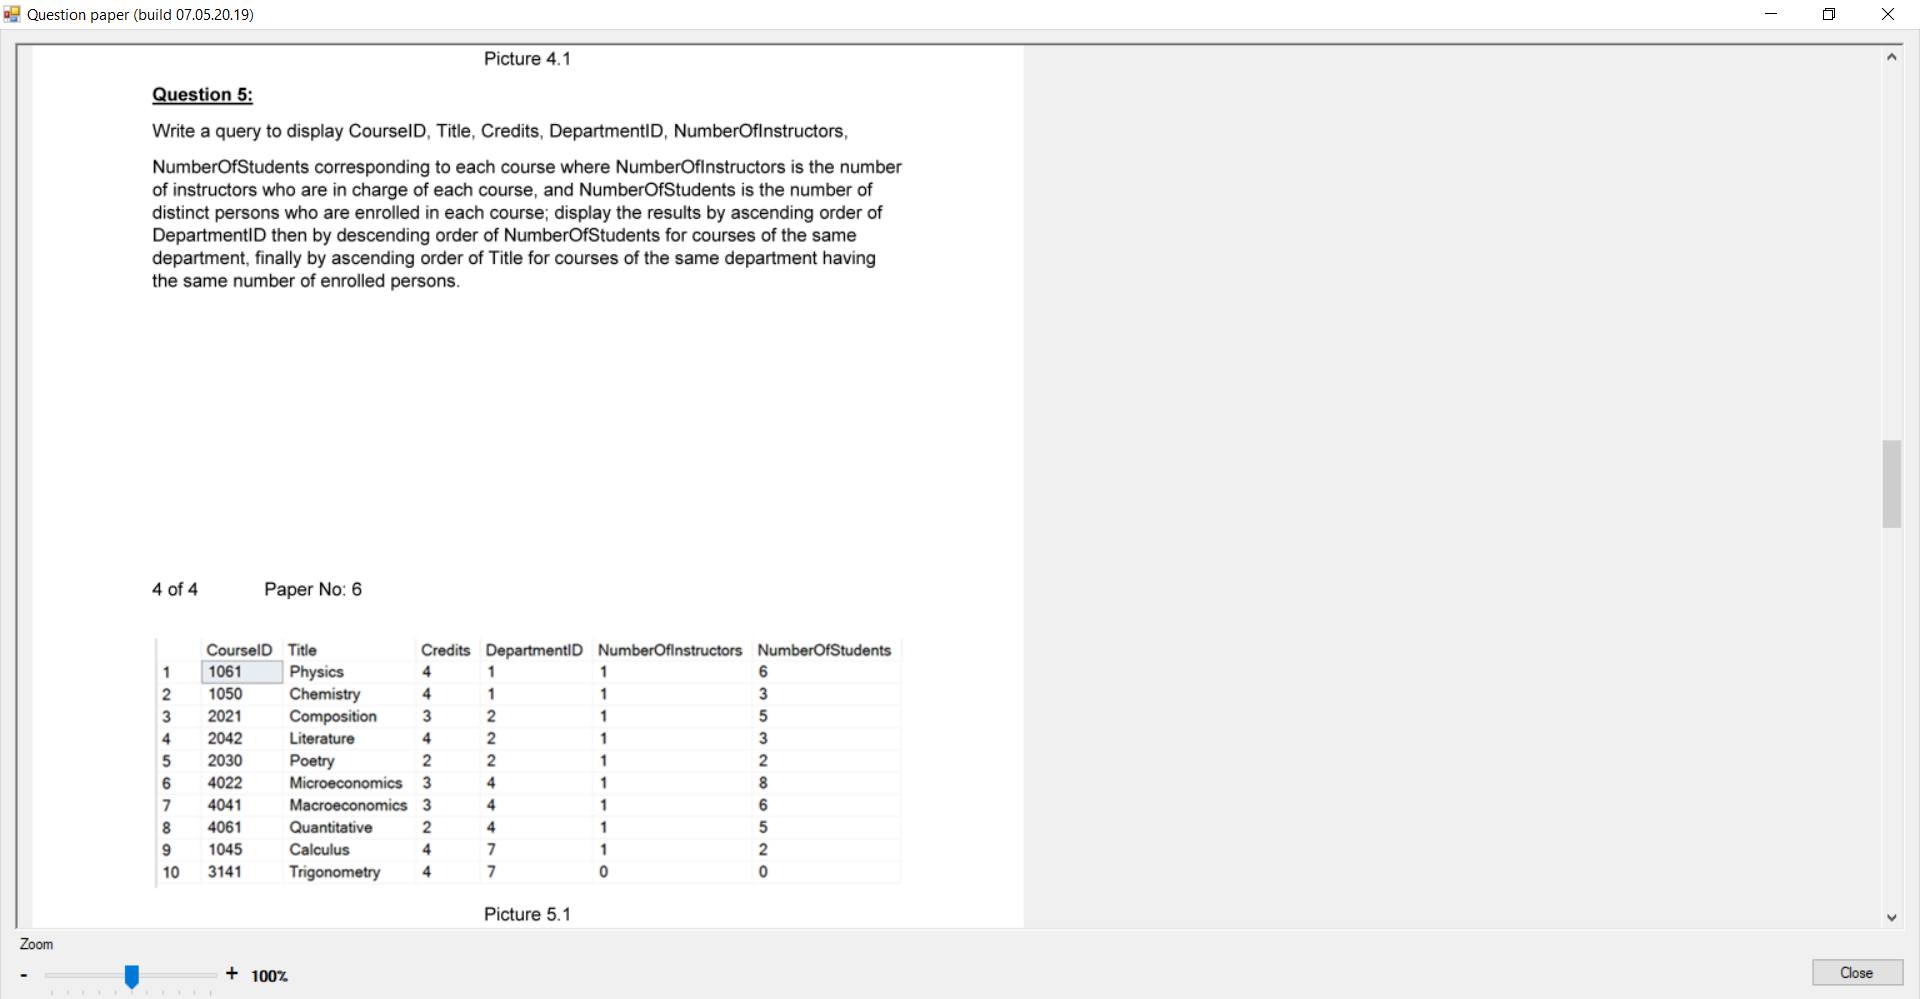 Question paper (build 07.05.20.19)
Picture 4.1
Question 5:
Write a query to display CourseID, Title, Credits, DepartmentID, NumberOfInstructors,
NumberOfStudents corresponding to each course where NumberOfInstructors is the number
of instructors who are in charge of each course, and NumberOfStudents is the number of
distinct persons who are enrolled in each course; display the results by ascending order of
DepartmentID then by descending order of NumberOfStudents for courses of the same
department, finally by ascending order of Title for courses of the same department having
the same number of enrolled persons.
4 of 4 Paper No: 6
CourseID Title Credits DepartmentID NumberOfInstructors NumberOfStudents
1 1061 Physics 4 1 1 6
2 1050 Chemistry 4 1 1 3
3 2021 Composition 3 2 1 5
4 2042 Literature 4 2 1 3
5 2030 Poetry 2 2 1 2
6 4022 Microeconomics 3 4 1 8
7 4041 Macroeconomics 3 4 1 6
8 4061 Quantitative 2 4 1 5
9 1045 Calculus 4 7 1 2
10 3141 Trigonometry 4 7 0 0
Picture 5.1
Zoom
- + 100%
Close